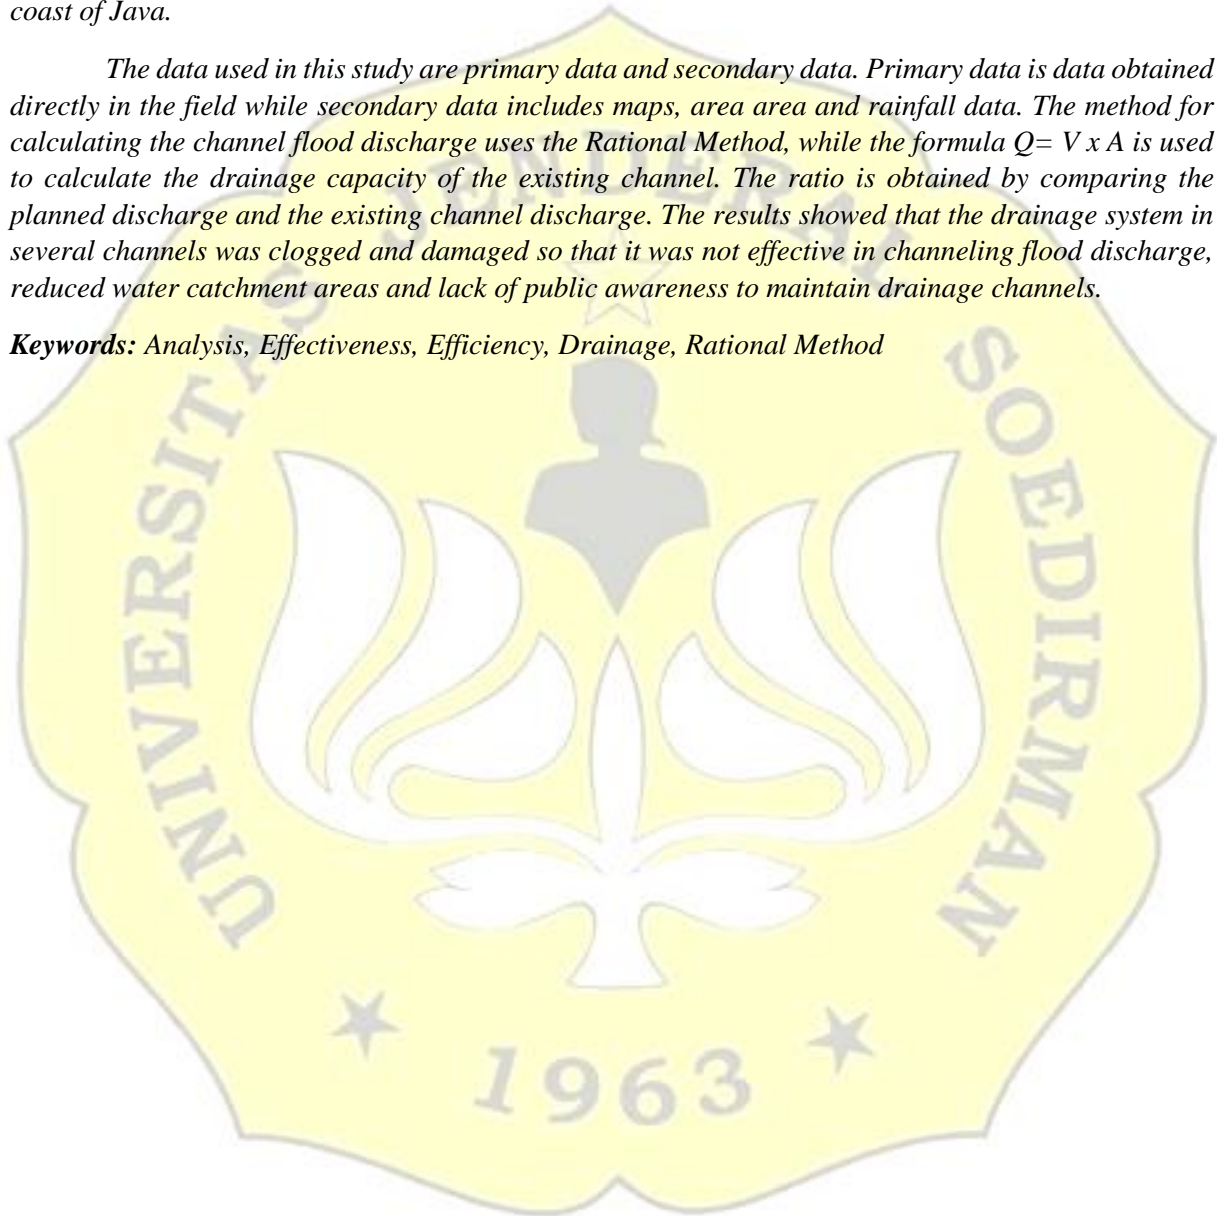 coast of Java.
The data used in this study are primary data and secondary data. Primary data is data obtained
directly in the field while secondary data includes maps, area area and rainfall data. The method for
calculating the channel flood discharge uses the Rational Method, while the formula Q= V x A is used
to calculate the drainage capacity of the existing channel. The ratio is obtained by comparing the
planned discharge and the existing channel discharge. The results showed that the drainage system in
several channels was clogged and damaged so that it was not effective in channeling flood discharge,
reduced water catchment areas and lack of public awareness to maintain drainage channels.
Keywords: Analysis, Effectiveness, Efficiency, Drainage, Rational Method
UNIVERSITAS JENDERAL SOEDIRMAN
1963